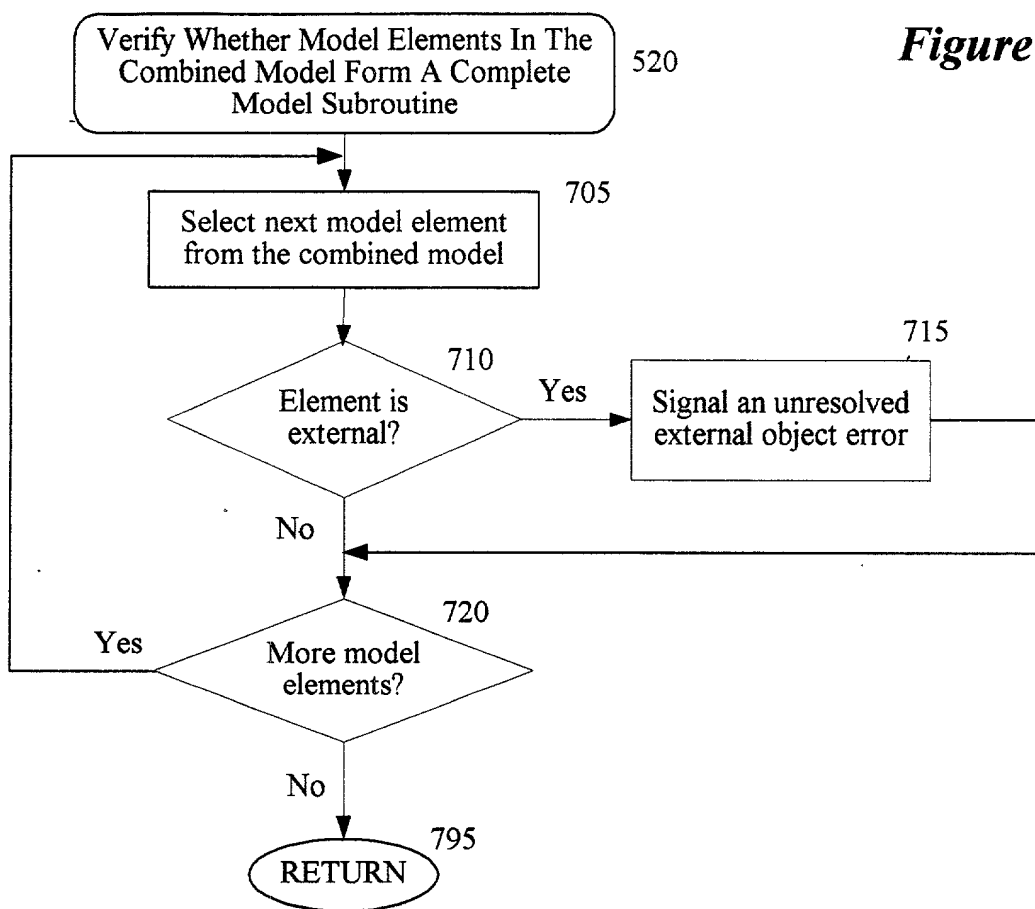 Figure
Verify Whether Model Elements In The
Combined Model Form A Complete
Model Subroutine
520
705
Select next model element
from the combined model
710
Element is
external?
Yes
715
Signal an unresolved
external object error
No
720
Yes
More model
elements?
No
795
RETURN